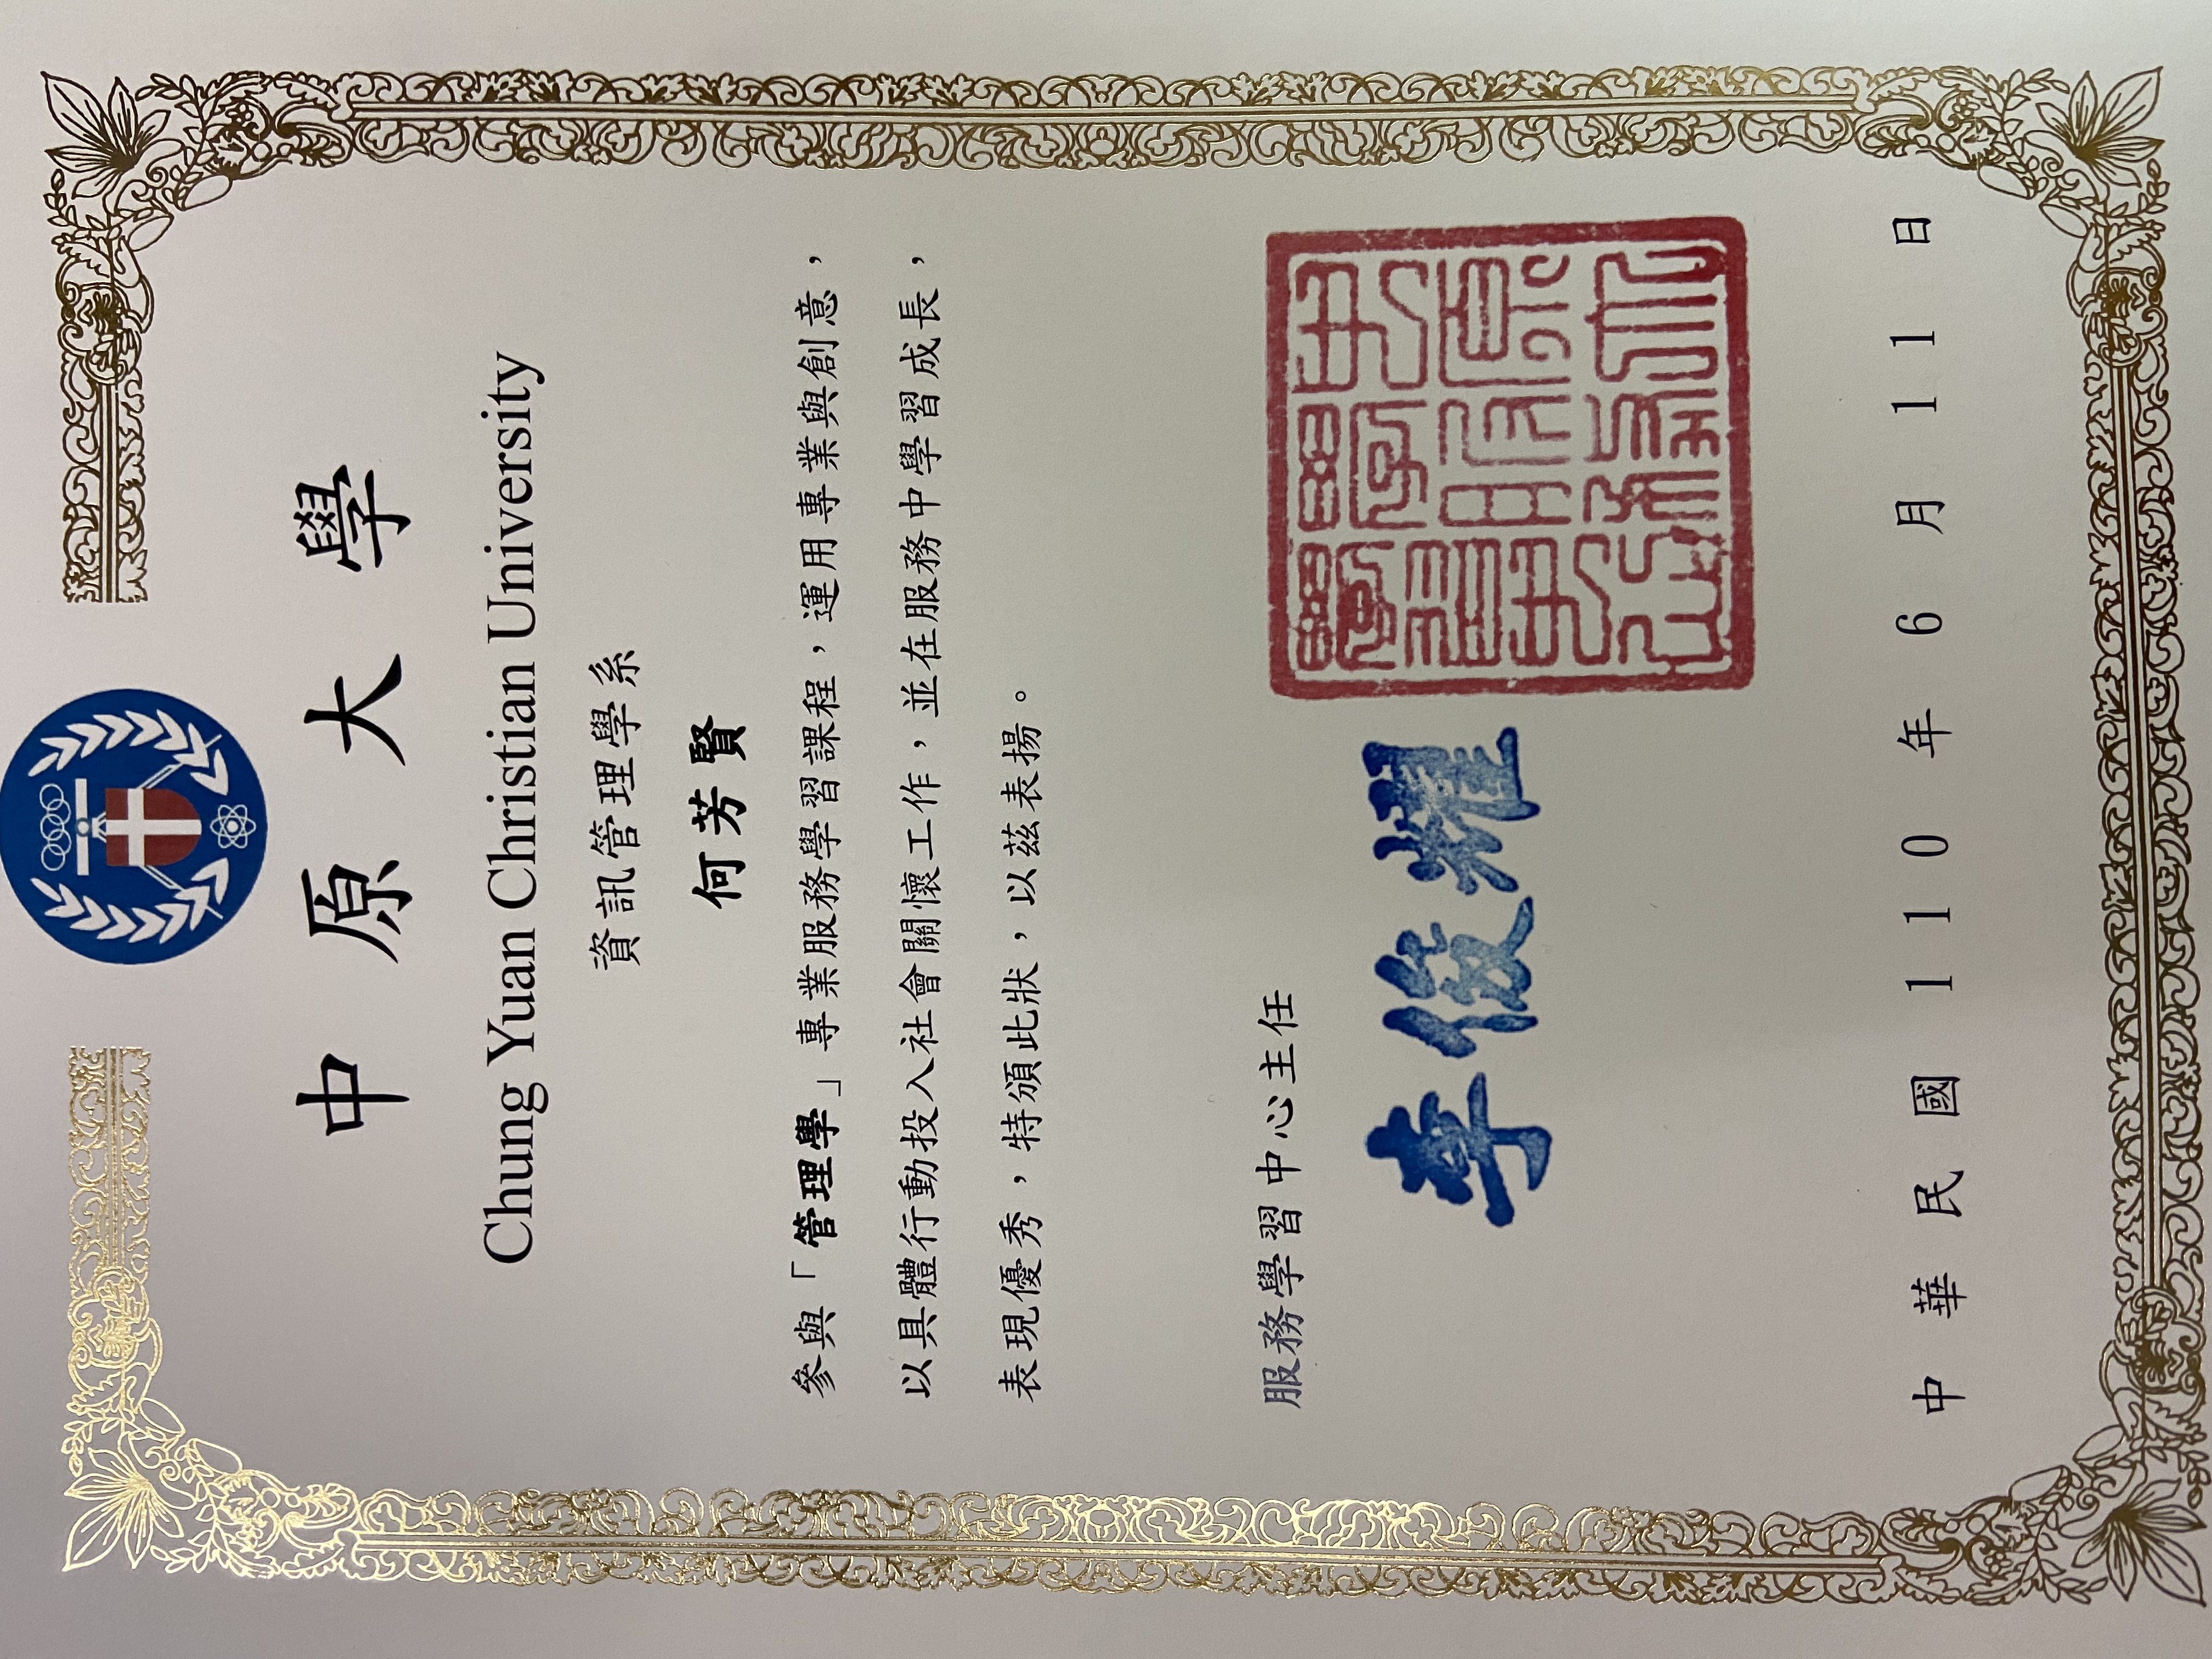 中原大學
Chung Yuan Christian University
資訊管理學系
何芳賢
參與「管理學」專業服務學習課程，運用專業與創意，
以具體行動投入社會關懷工作，並在服務中學習成長，
表現優秀，特頒此狀，以茲表揚。
服務學習中心主任
李俊耀
中原大
學服務
學習中心
中華民國 110 年 6 月 11 日